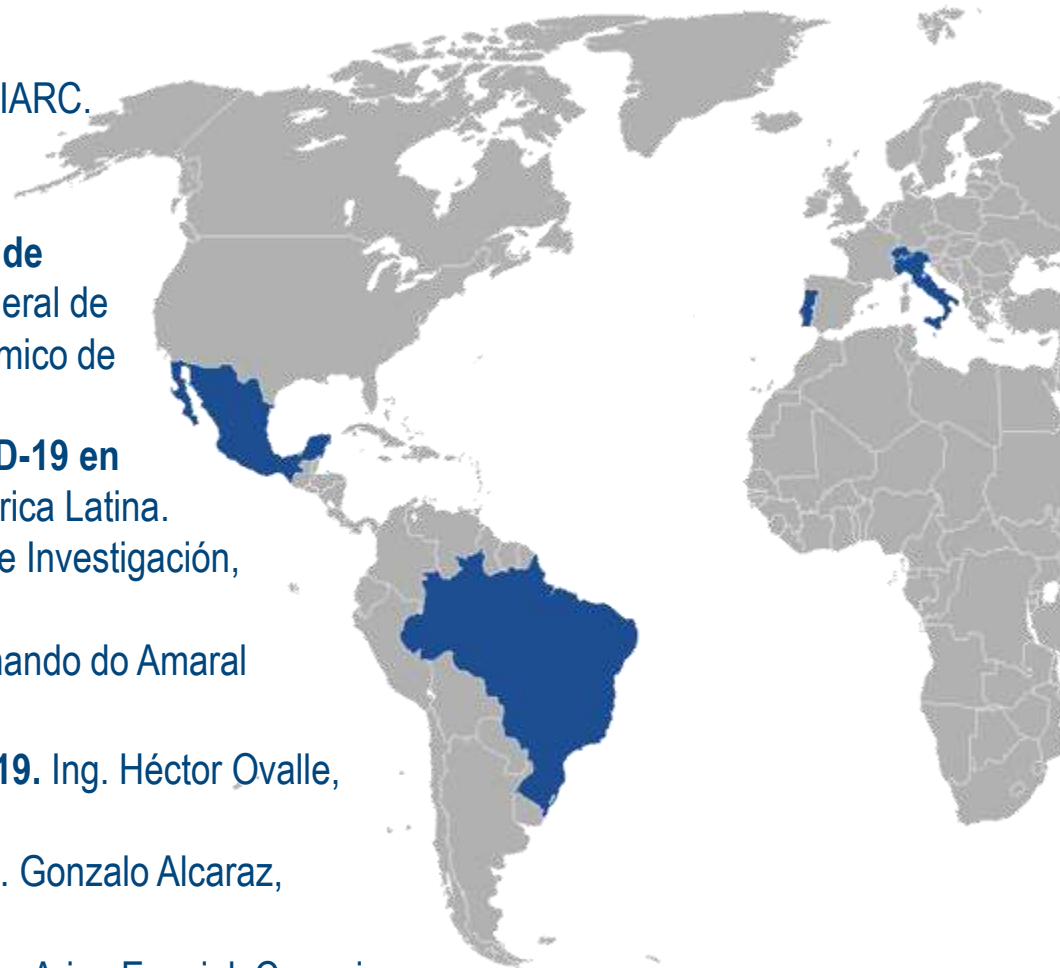 IARC.
de
eral de
mico de
D-19 en
rica Latina.
e Investigación,
nando do Amaral
19. Ing. Héctor Ovalle,
. Gonzalo Alcaraz,